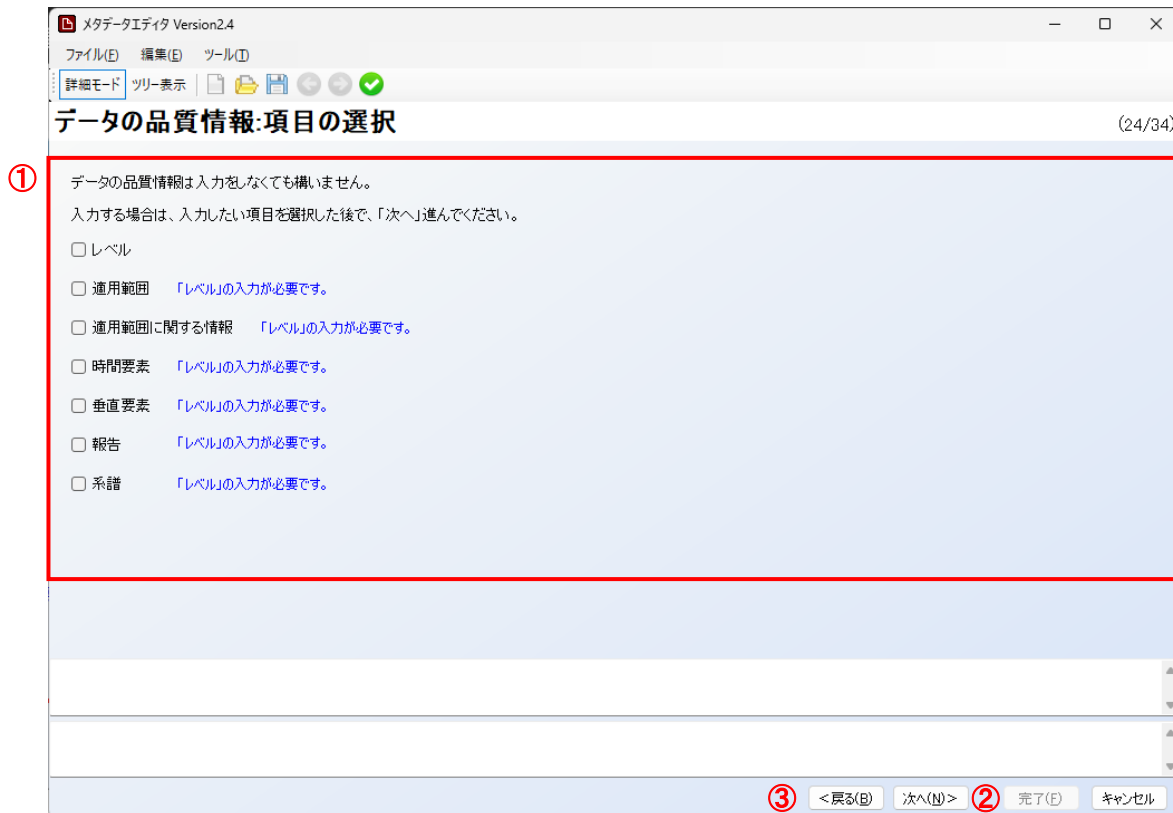 メタデータエディタ Version2.4
ファイル(F) 編集(E) ツール(T)
詳細モード ツリー表示
データの品質情報:項目の選択
(24/34)
①
データの品質情報は入力をしなくても構いません。
入力する場合は、入力したい項目を選択した後で、「次へ」進んでください。
レベル
適用範囲 「レベル」の入力が必要です。
適用範囲に関する情報 「レベル」の入力が必要です。
時間要素 「レベル」の入力が必要です。
垂直要素 「レベル」の入力が必要です。
報告 「レベル」の入力が必要です。
系譜 「レベル」の入力が必要です。
③ <戻る(B) 次へ(N)> ② 完了(F) キャンセル